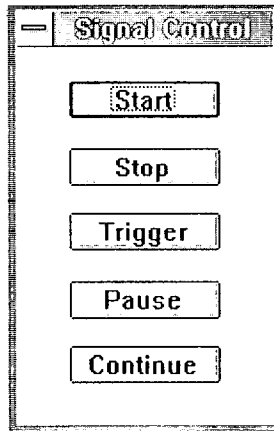 Signal Control
Start
Stop
Trigger
Pause
Continue